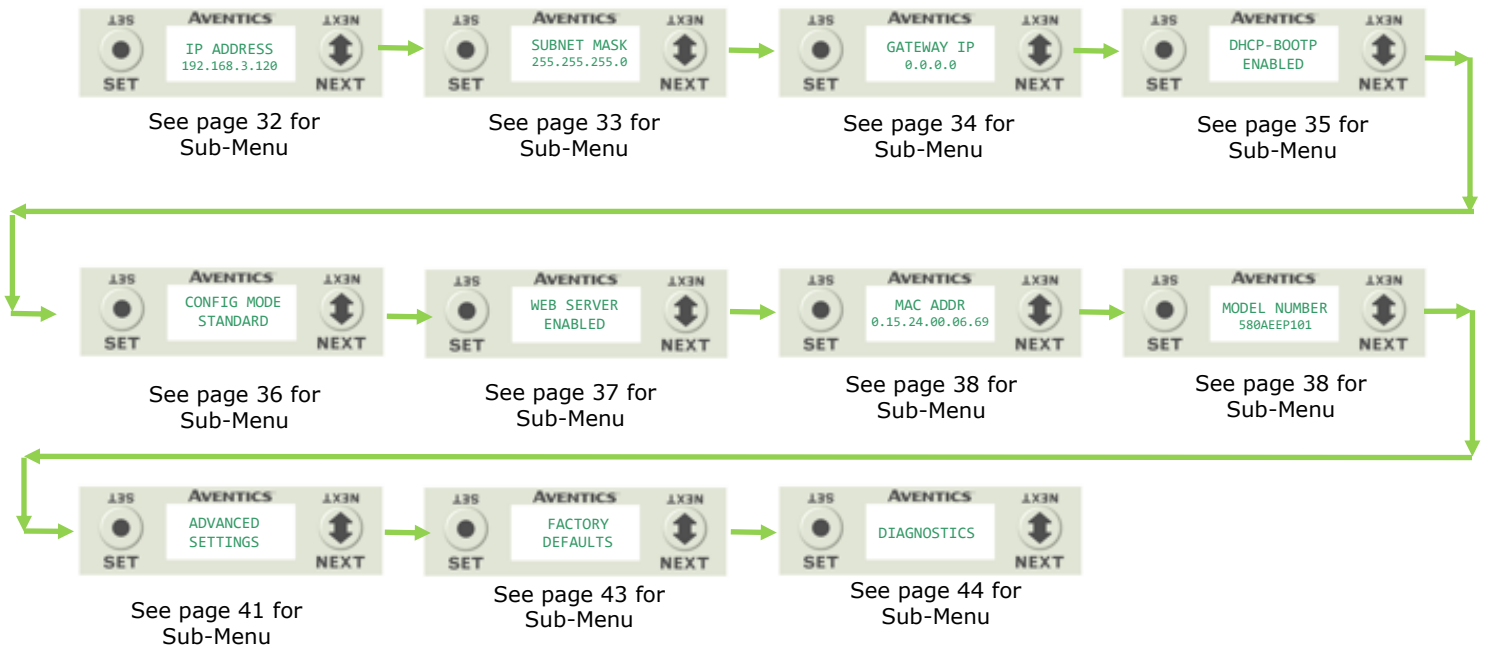 SET AVENTICS NEXT
IP ADDRESS
192.168.3.120
SET NEXT
See page 32 for
Sub-Menu
SET AVENTICS NEXT
SUBNET MASK
255.255.255.0
SET NEXT
See page 33 for
Sub-Menu
SET AVENTICS NEXT
GATEWAY IP
0.0.0.0
SET NEXT
See page 34 for
Sub-Menu
SET AVENTICS NEXT
DHCP-BOOTP
ENABLED
SET NEXT
See page 35 for
Sub-Menu
SET AVENTICS NEXT
CONFIG MODE
STANDARD
SET NEXT
See page 36 for
Sub-Menu
SET AVENTICS NEXT
WEB SERVER
ENABLED
SET NEXT
See page 37 for
Sub-Menu
SET AVENTICS NEXT
MAC ADDR
0.15.24.00.06.69
SET NEXT
See page 38 for
Sub-Menu
SET AVENTICS NEXT
MODEL NUMBER
580AEEP101
SET NEXT
See page 38 for
Sub-Menu
SET AVENTICS NEXT
ADVANCED
SETTINGS
SET NEXT
See page 41 for
Sub-Menu
SET AVENTICS NEXT
FACTORY
DEFAULTS
SET NEXT
See page 43 for
Sub-Menu
SET AVENTICS NEXT
DIAGNOSTICS
SET NEXT
See page 44 for
Sub-Menu